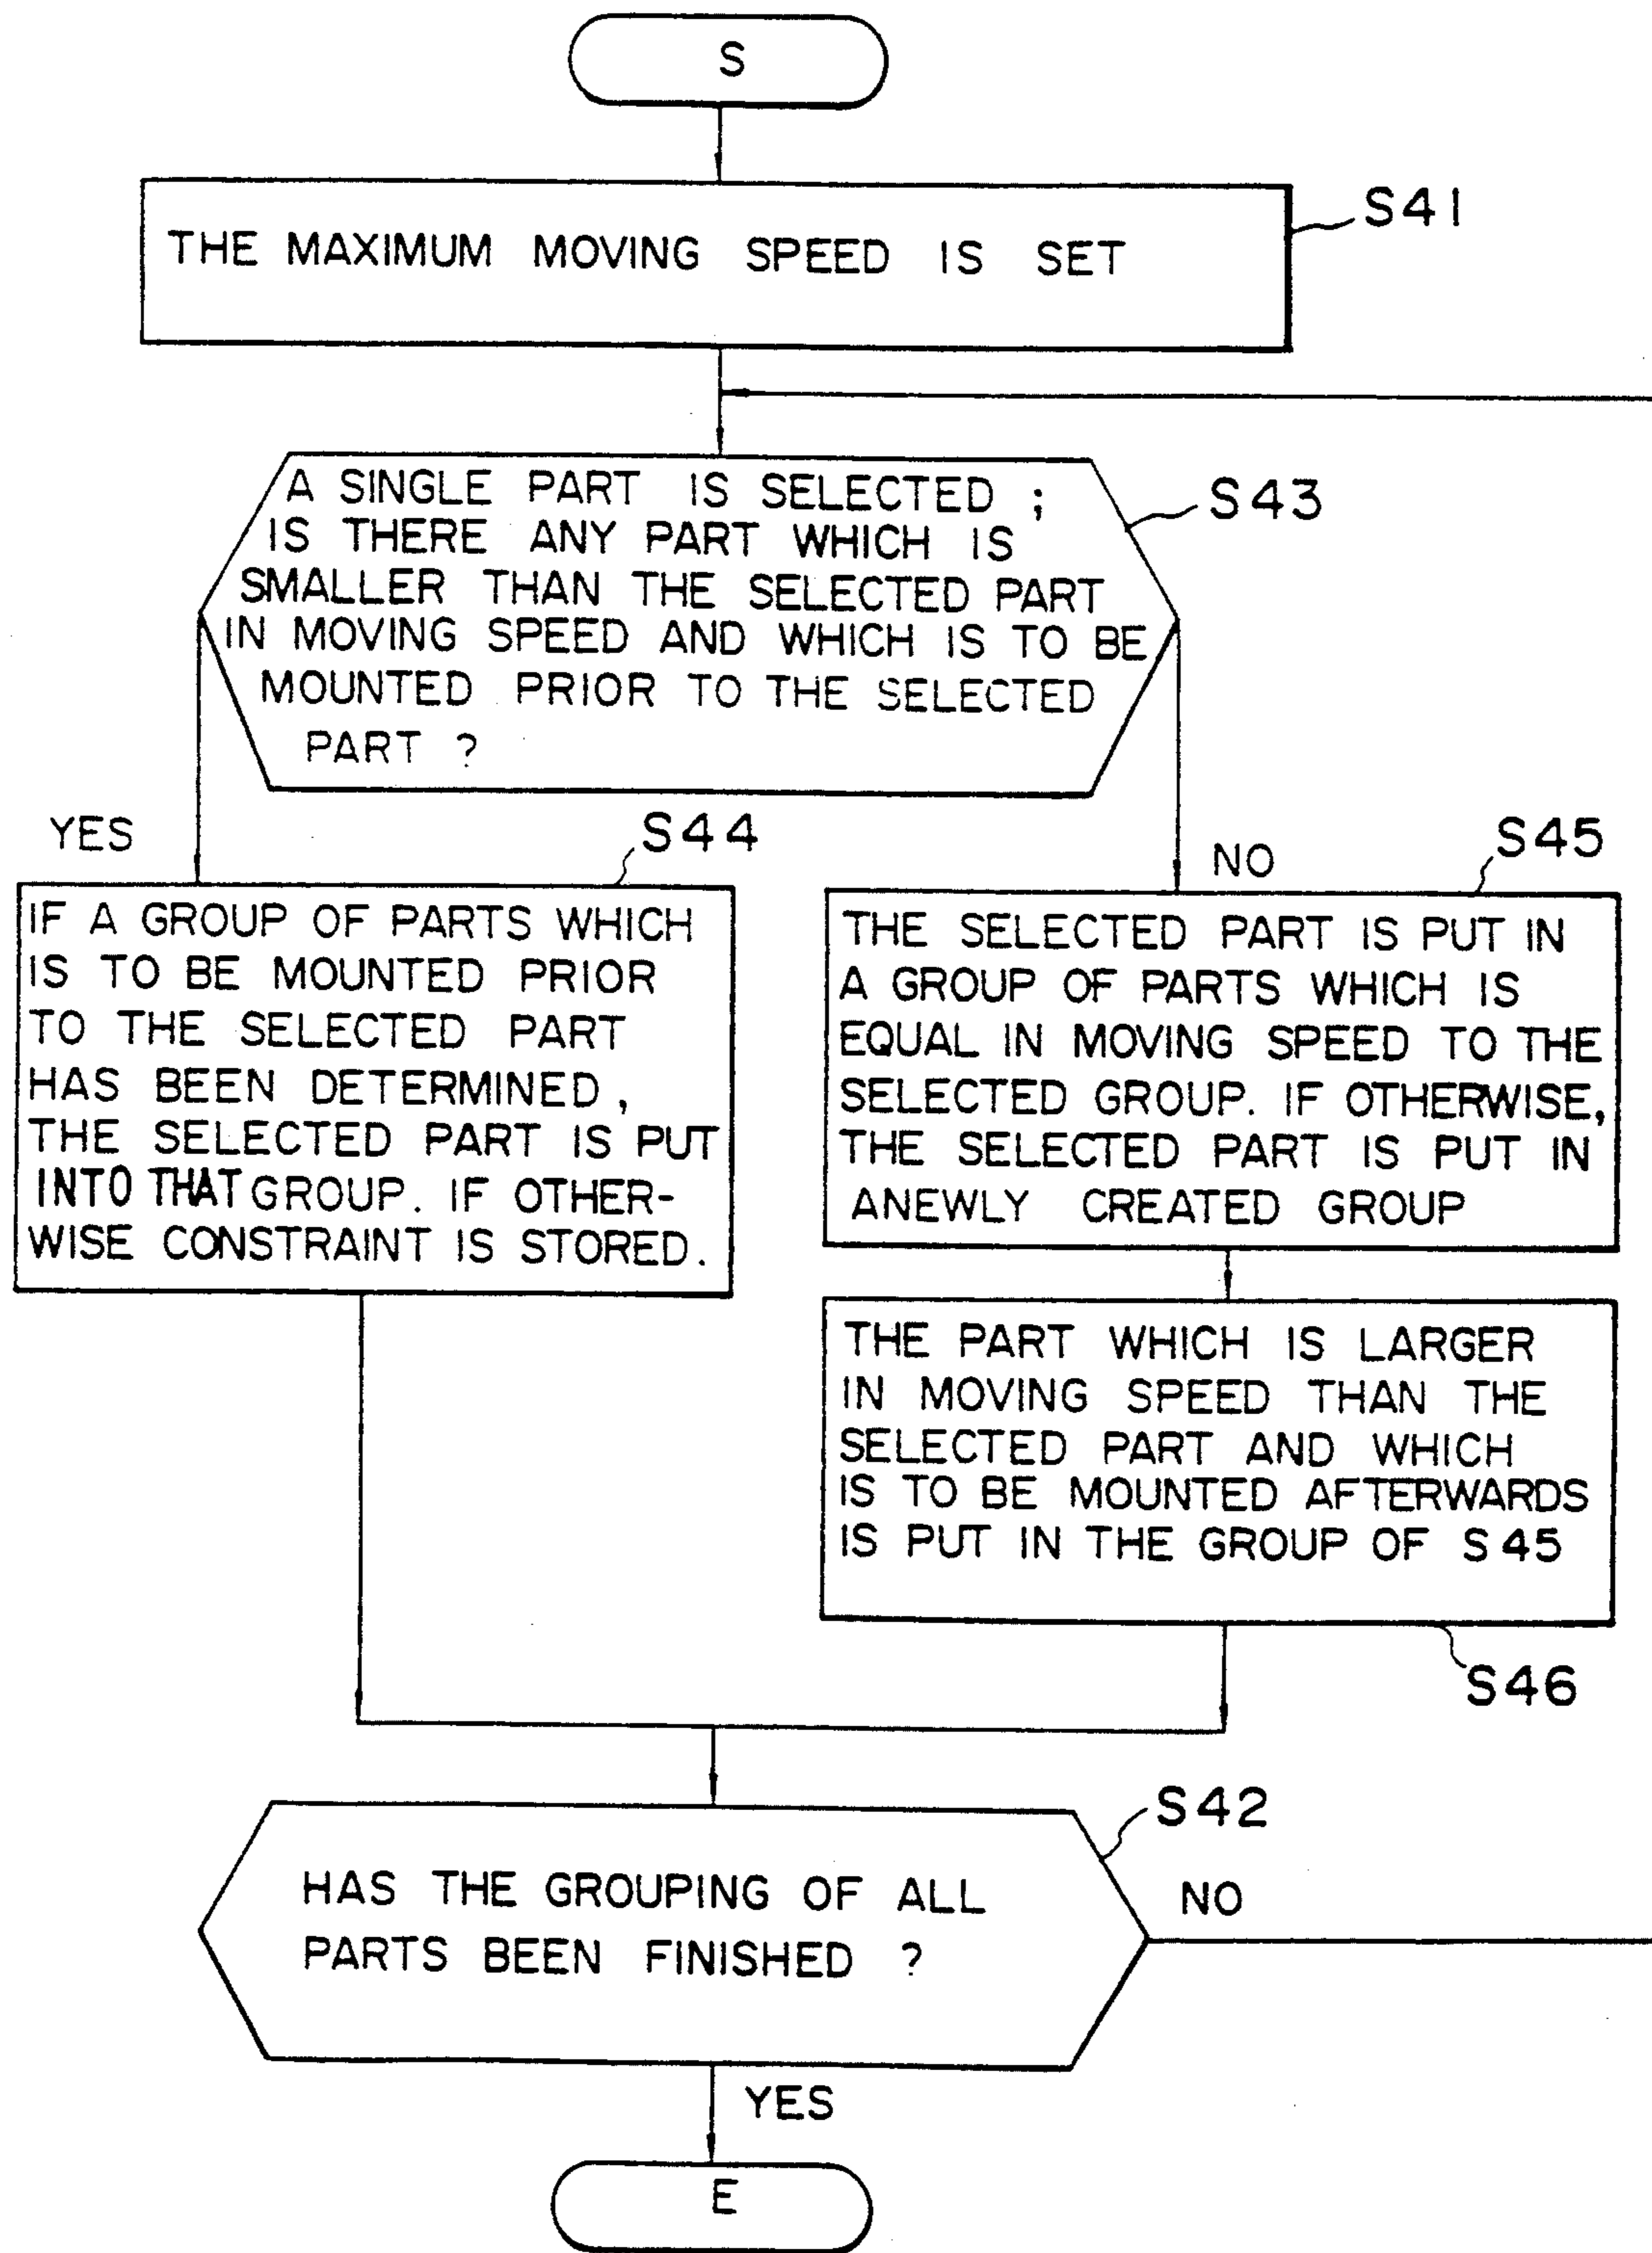 S
THE MAXIMUM MOVING SPEED IS SET
S41
A SINGLE PART IS SELECTED ;
IS THERE ANY PART WHICH IS
SMALLER THAN THE SELECTED PART
IN MOVING SPEED AND WHICH IS TO BE
MOUNTED PRIOR TO THE SELECTED
PART ?
S43
YES
S44
IF A GROUP OF PARTS WHICH
IS TO BE MOUNTED PRIOR
TO THE SELECTED PART
HAS BEEN DETERMINED,
THE SELECTED PART IS PUT
INTO THAT GROUP. IF OTHER-
WISE CONSTRAINT IS STORED.
NO
S45
THE SELECTED PART IS PUT IN
A GROUP OF PARTS WHICH IS
EQUAL IN MOVING SPEED TO THE
SELECTED GROUP. IF OTHERWISE,
THE SELECTED PART IS PUT IN
ANEWLY CREATED GROUP
THE PART WHICH IS LARGER
IN MOVING SPEED THAN THE
SELECTED PART AND WHICH
IS TO BE MOUNTED AFTERWARDS
IS PUT IN THE GROUP OF S45
S46
S42
HAS THE GROUPING OF ALL
PARTS BEEN FINISHED ?
NO
YES
E